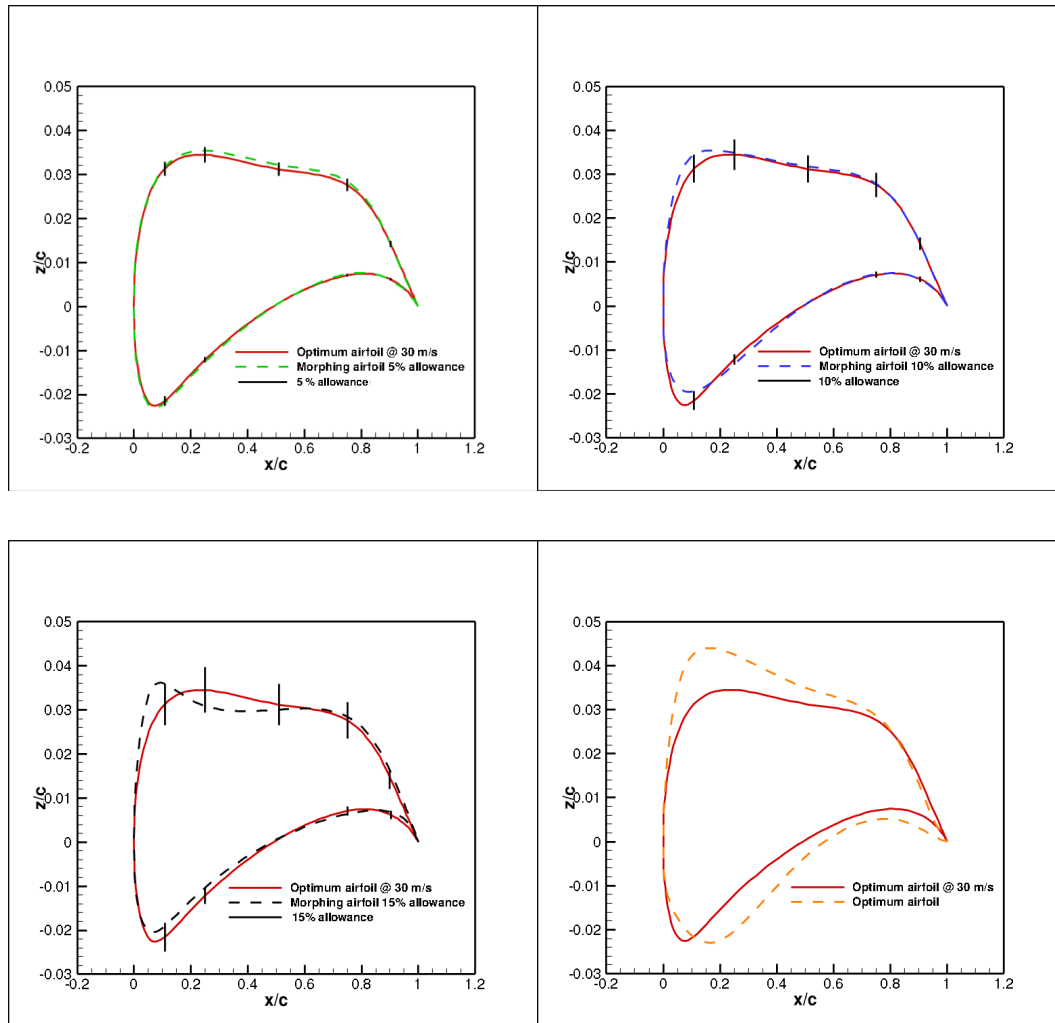 0.05
0.04
0.03
0.02
0.01
0
-0.01
-0.02
-0.03
z/c
-0.2 0 0.2 0.4 0.6 0.8 1 1.2
x/c
Optimum airfoil @ 30 m/s
Morphing airfoil 5% allowance
5 % allowance
0.05
0.04
0.03
0.02
0.01
0
-0.01
-0.02
-0.03
z/c
-0.2 0 0.2 0.4 0.6 0.8 1 1.2
x/c
Optimum airfoil @ 30 m/s
Morphing airfoil 10% allowance
10% allowance
0.05
0.04
0.03
0.02
0.01
0
-0.01
-0.02
-0.03
z/c
-0.2 0 0.2 0.4 0.6 0.8 1 1.2
x/c
Optimum airfoil @ 30 m/s
Morphing airfoil 15% allowance
15% allowance
0.05
0.04
0.03
0.02
0.01
0
-0.01
-0.02
-0.03
z/c
-0.2 0 0.2 0.4 0.6 0.8 1 1.2
x/c
Optimum airfoil @ 30 m/s
Optimum airfoil